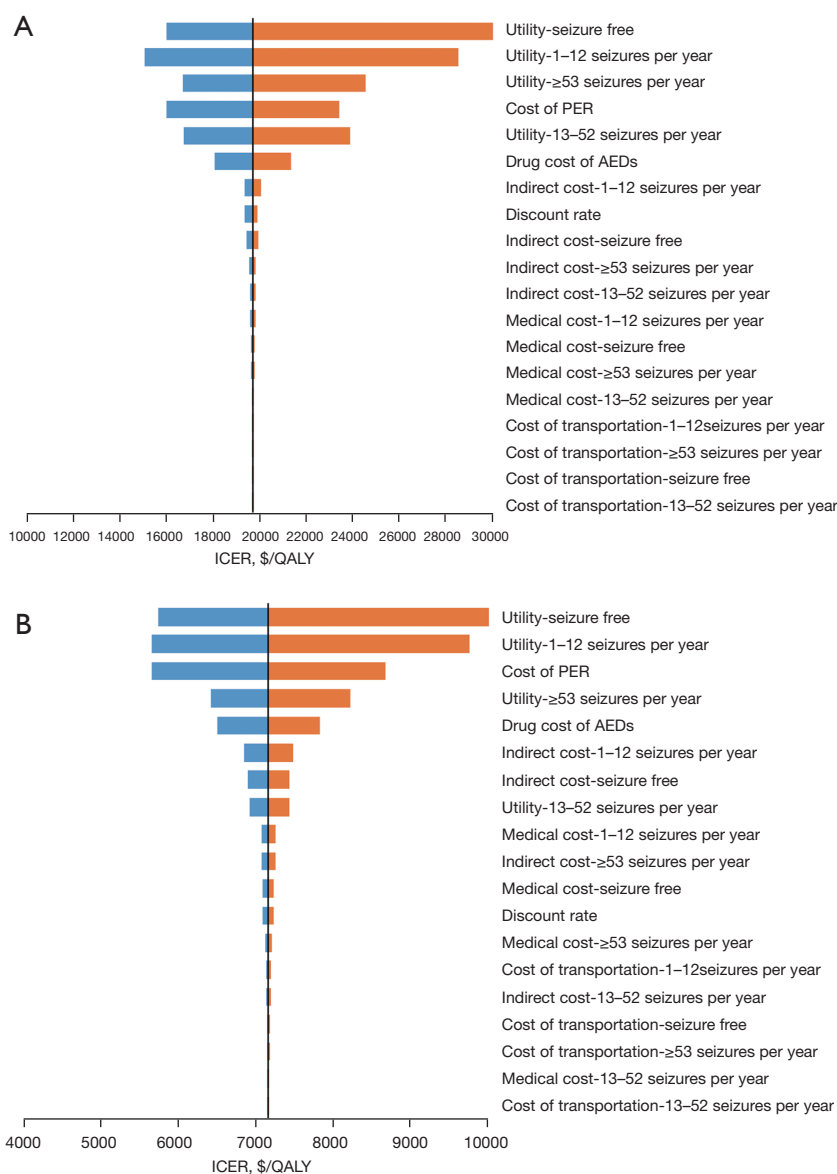 A
Utility-seizure free
Utility-1–12 seizures per year
Utility-≥53 seizures per year
Cost of PER
Utility-13–52 seizures per year
Drug cost of AEDs
Indirect cost-1–12 seizures per year
Discount rate
Indirect cost-seizure free
Indirect cost-≥53 seizures per year
Indirect cost-13–52 seizures per year
Medical cost-1–12 seizures per year
Medical cost-seizure free
Medical cost-≥53 seizures per year
Medical cost-13–52 seizures per year
Cost of transportation-1–12seizures per year
Cost of transportation-≥53 seizures per year
Cost of transportation-seizure free
Cost of transportation-13–52 seizures per year
10000 12000 14000 16000 18000 20000 22000 24000 26000 28000 30000
ICER, $/QALY
B
Utility-seizure free
Utility-1–12 seizures per year
Cost of PER
Utility-≥53 seizures per year
Drug cost of AEDs
Indirect cost-1–12 seizures per year
Indirect cost-seizure free
Utility-13–52 seizures per year
Medical cost-1–12 seizures per year
Indirect cost-≥53 seizures per year
Medical cost-seizure free
Discount rate
Medical cost-≥53 seizures per year
Cost of transportation-1–12seizures per year
Indirect cost-13–52 seizures per year
Cost of transportation-seizure free
Cost of transportation-≥53 seizures per year
Medical cost-13–52 seizures per year
Cost of transportation-13–52 seizures per year
4000 5000 6000 7000 8000 9000 10000
ICER, $/QALY